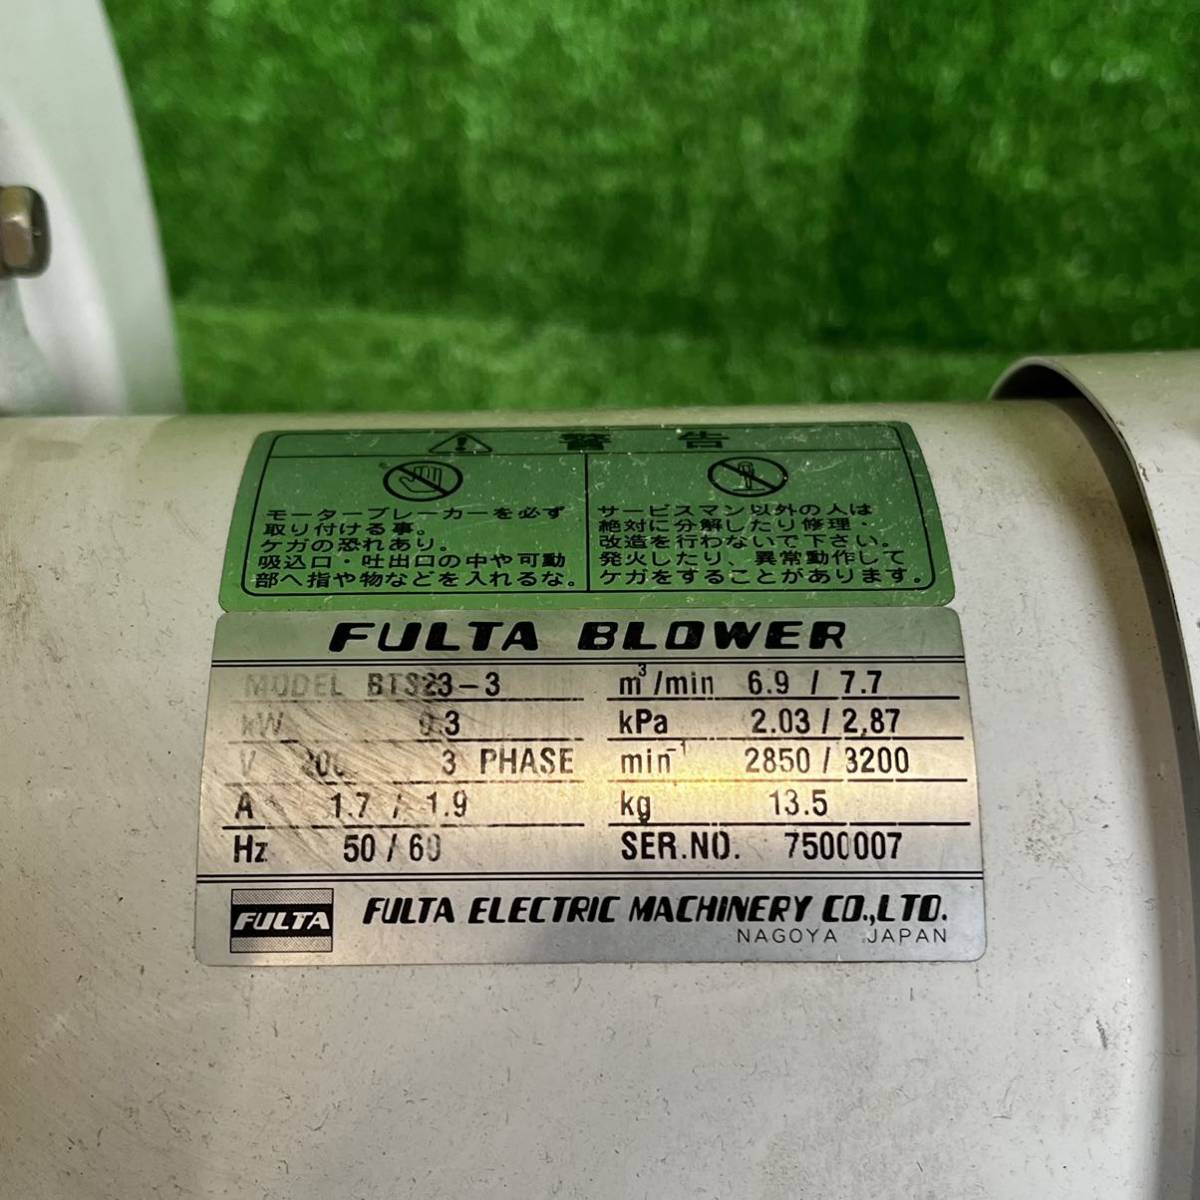 ⚠ 警告
モーターブレーカーを必ず
取り付ける事。
ケガの恐れあり。
吸込口・吐出口の中や可動
部へ指や物などを入れるな。
サービスマン以外の人は
絶対に分解したり修理・
改造を行わないで下さい。
発火したり、異常動作して
ケガをすることがあります。
FULTA BLOWER
MODEL BTS23-3
kW 0.3
V 200 3 PHASE
A 1.7 / 1.9
Hz 50 / 60
m³/min 6.9 / 7.7
kPa 2.03 / 2,87
min⁻¹ 2850 / 3200
kg 13.5
SER.NO. 7500007
FULTA
FULTA ELECTRIC MACHINERY CO.,LTD.
NAGOYA JAPAN